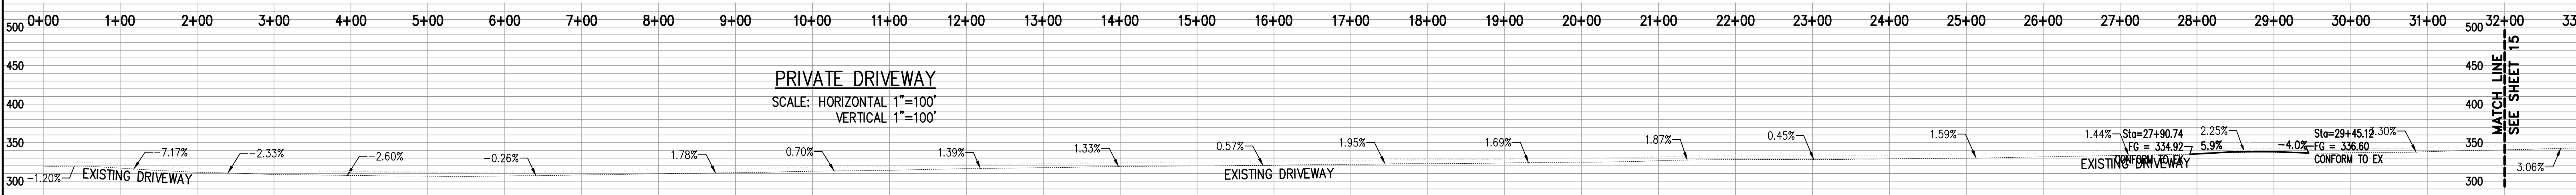 0+00 1+00 2+00 3+00 4+00 5+00 6+00 7+00 8+00 9+00 10+00 11+00 12+00 13+00 14+00 15+00 16+00 17+00 18+00 19+00 20+00 21+00 22+00 23+00 24+00 25+00 26+00 27+00 28+00 29+00 30+00 31+00 32+00 33
500 500
450 450
400 400
350 350
300 300
PRIVATE DRIVEWAY
SCALE: HORIZONTAL 1"=100'
VERTICAL 1"=100'
-1.20%
-7.17%
-2.33%
-2.60%
-0.26%
1.78%
0.70%
1.39%
1.33%
0.57%
1.95%
1.69%
1.87%
0.45%
1.59%
1.44%
2.25%
2.30%
3.06%
EXISTING DRIVEWAY
EXISTING DRIVEWAY
EXISTING DRIVEWAY
Sta=27+90.74
FG = 334.92
CONFORM TO EX
5.9%
-4.0%
Sta=29+45.12
FG = 336.60
CONFORM TO EX
MATCH LINE
SEE SHEET 15